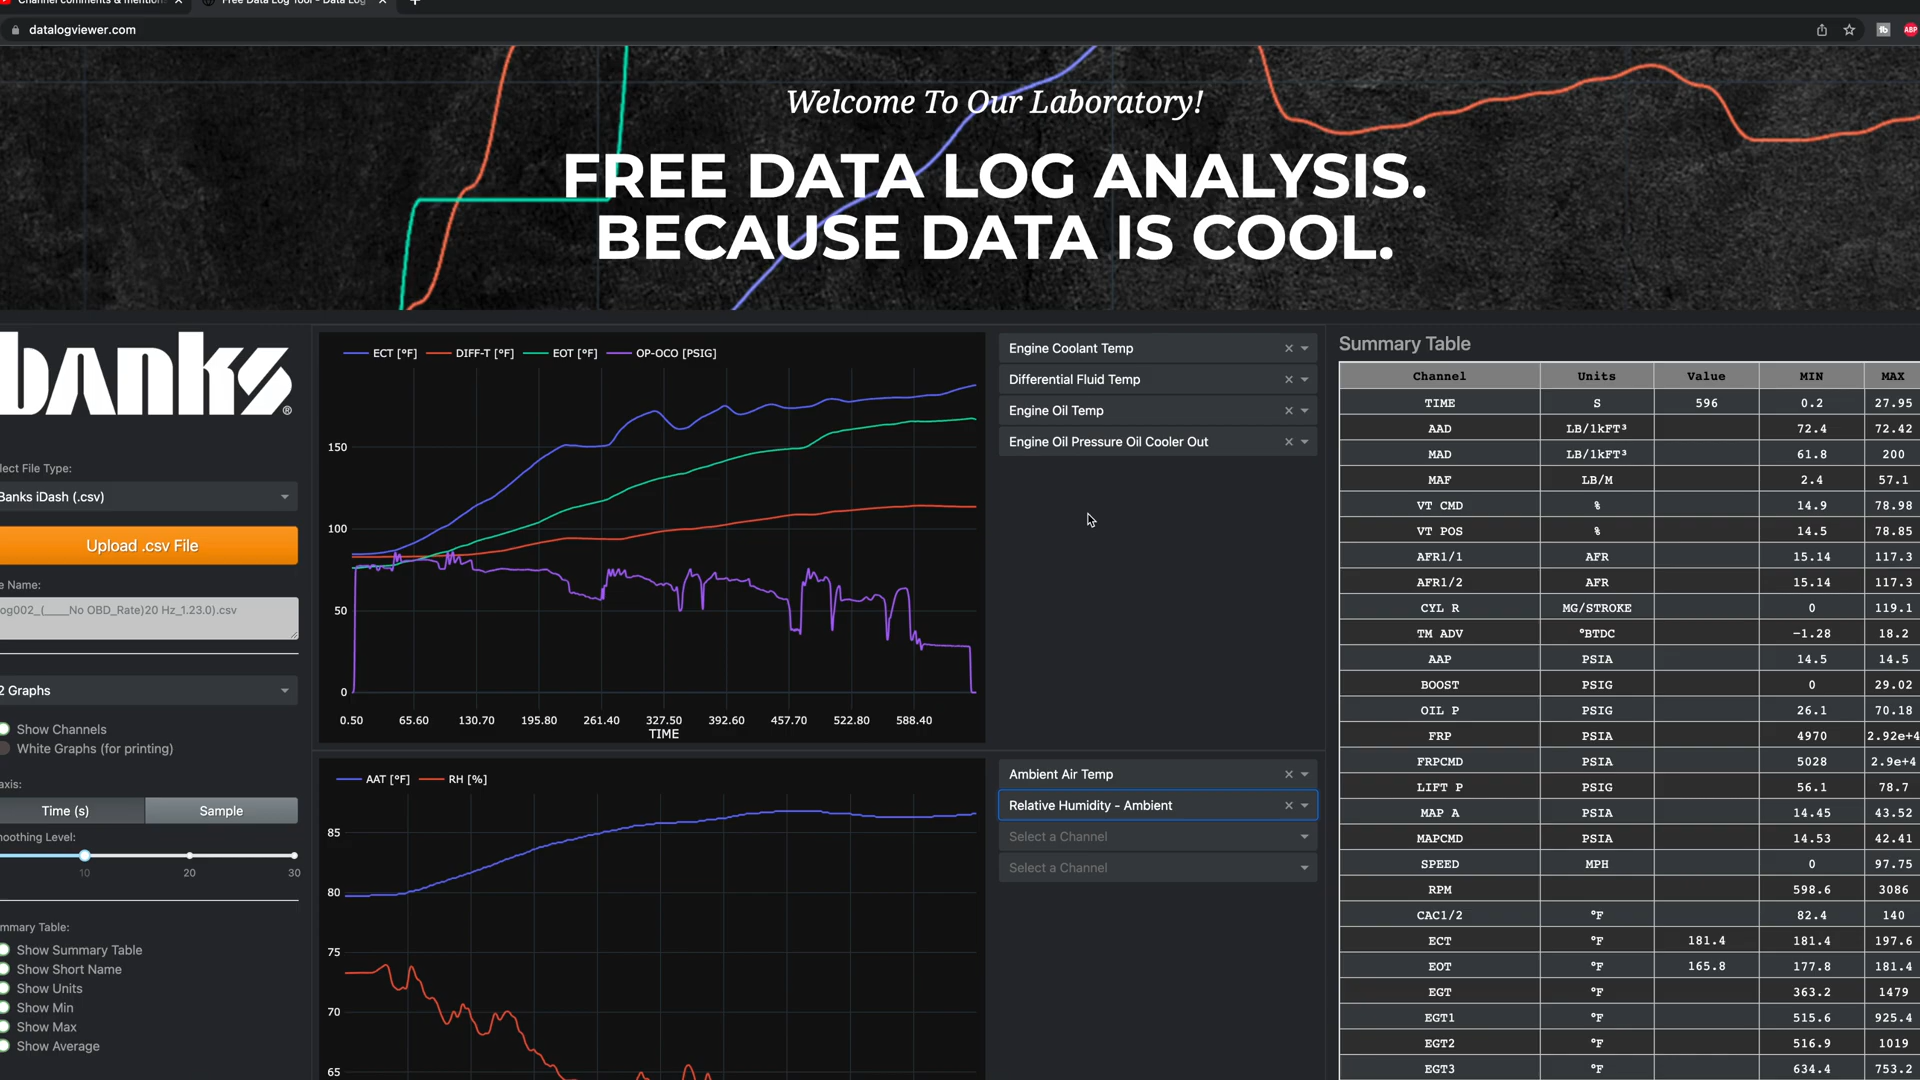 Channel comments & mentions
Free Data Log Tool - Data Log
datalogviewer.com
ABP
Welcome To Our Laboratory!
FREE DATA LOG ANALYSIS.
BECAUSE DATA IS COOL.
banks®
lect File Type:
Banks iDash (.csv)
Upload .csv File
e Name:
og002_(____No OBD_Rate)20 Hz_1.23.0).csv
2 Graphs
Show Channels
White Graphs (for printing)
axis:
Time (s) Sample
noothing Level:
10 20 30
mmary Table:
Show Summary Table
Show Short Name
Show Units
Show Min
Show Max
Show Average
ECT [°F] DIFF-T [°F] EOT [°F] OP-OCO [PSIG]
150
100
50
0
0.50 65.60 130.70 195.80 261.40 327.50 392.60 457.70 522.80 588.40
TIME
Engine Coolant Temp
Differential Fluid Temp
Engine Oil Temp
Engine Oil Pressure Oil Cooler Out
AAT [°F] RH [%]
85
80
75
70
65
Ambient Air Temp
Relative Humidity - Ambient
Select a Channel
Select a Channel
Summary Table
Channel Units Value MIN MAX
TIME S 596 0.2 27.95
AAD LB/1kFT³ 72.4 72.42
MAD LB/1kFT³ 61.8 200
MAF LB/M 2.4 57.1
VT CMD % 14.9 78.98
VT POS % 14.5 78.85
AFR1/1 AFR 15.14 117.3
AFR1/2 AFR 15.14 117.3
CYL R MG/STROKE 0 119.1
TM ADV °BTDC -1.28 18.2
AAP PSIA 14.5 14.5
BOOST PSIG 0 29.02
OIL P PSIG 26.1 70.18
FRP PSIA 4970 2.92e+4
FRPCMD PSIA 5028 2.9e+4
LIFT P PSIG 56.1 78.7
MAP A PSIA 14.45 43.52
MAPCMD PSIA 14.53 42.41
SPEED MPH 0 97.75
RPM 598.6 3086
CAC1/2 °F 82.4 140
ECT °F 181.4 181.4 197.6
EOT °F 165.8 177.8 181.4
EGT °F 363.2 1479
EGT1 °F 515.6 925.4
EGT2 °F 516.9 1019
EGT3 °F 634.4 753.2